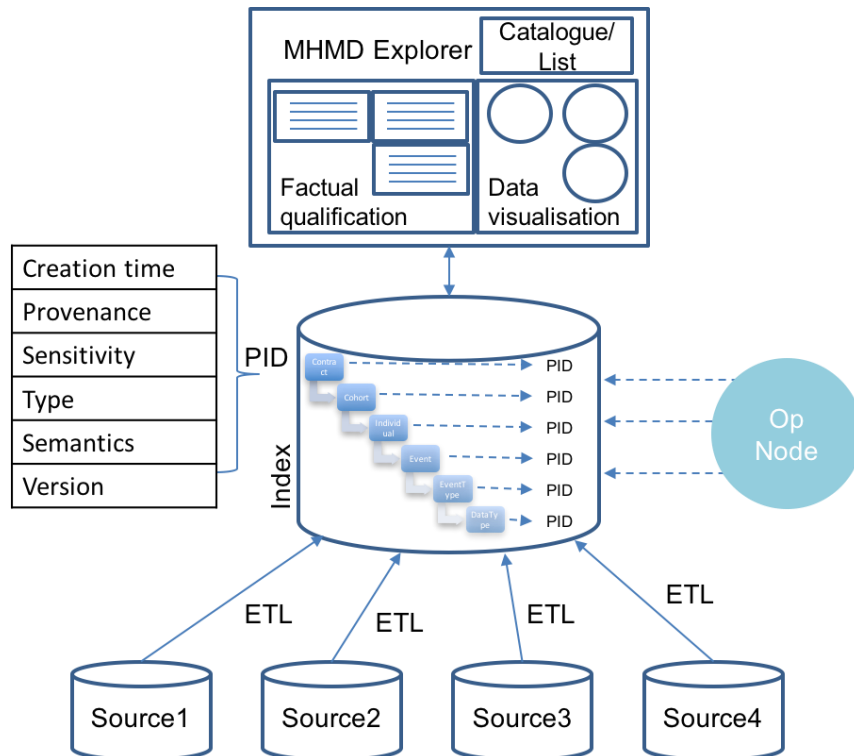 MHMD Explorer
Catalogue/
List
Factual
qualification
Data
visualisation
Creation time
Provenance
Sensitivity
Type
Semantics
Version
PID
Index
Contra
ct
PID
Cohort
PID
Individ
ual
PID
Event
PID
EventT
ype
PID
DataTy
pe
PID
Op
Node
ETL
ETL
ETL
ETL
Source1
Source2
Source3
Source4